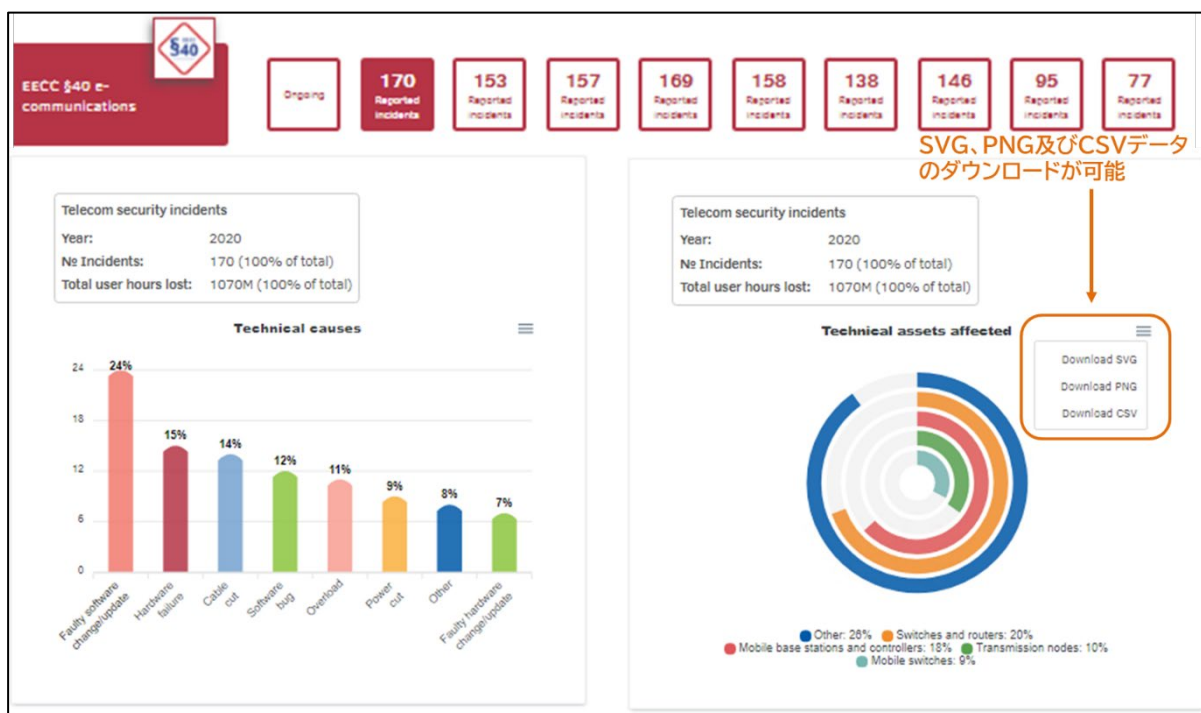 §40
EECC §40 e-
communications
Ongoing
170
Reported
incidents
153
Reported
incidents
157
Reported
incidents
169
Reported
incidents
158
Reported
incidents
138
Reported
incidents
146
Reported
incidents
95
Reported
incidents
77
Reported
incidents
SVG、PNG及びCSVデータ
のダウンロードが可能
Telecom security incidents
Year: 2020
№ Incidents: 170 (100% of total)
Total user hours lost: 1070M (100% of total)
Technical causes
24
18
12
6
0
24%
15%
14%
12%
11%
9%
8%
7%
Faulty software
change/update
Hardware
failure
Cable
cut
Software
bug
Overload
Power
cut
Other
Faulty hardware
change/update
Telecom security incidents
Year: 2020
№ Incidents: 170 (100% of total)
Total user hours lost: 1070M (100% of total)
Technical assets affected
Download SVG
Download PNG
Download CSV
Other: 26% Switches and routers: 20%
Mobile base stations and controllers: 18% Transmission nodes: 10%
Mobile switches: 9%